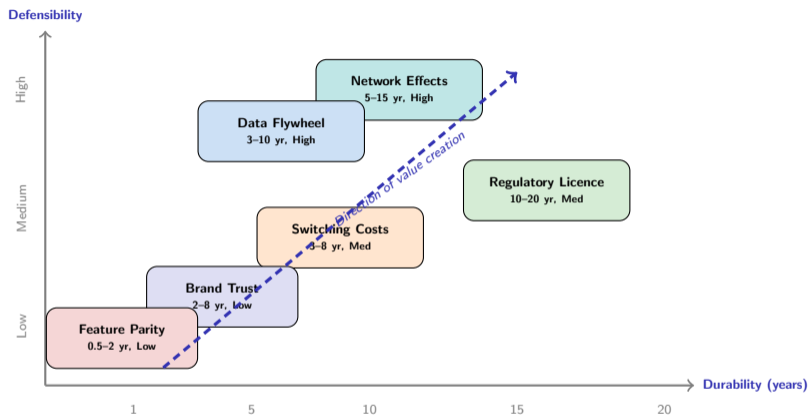 Defensibility
High
Medium
Low
Network Effects
5–15 yr, High
Data Flywheel
3–10 yr, High
Direction of value creation
Regulatory Licence
10–20 yr, Med
Switching Costs
3–8 yr, Med
Brand Trust
2–8 yr, Low
Feature Parity
0.5–2 yr, Low
Durability (years)
1
5
10
15
20